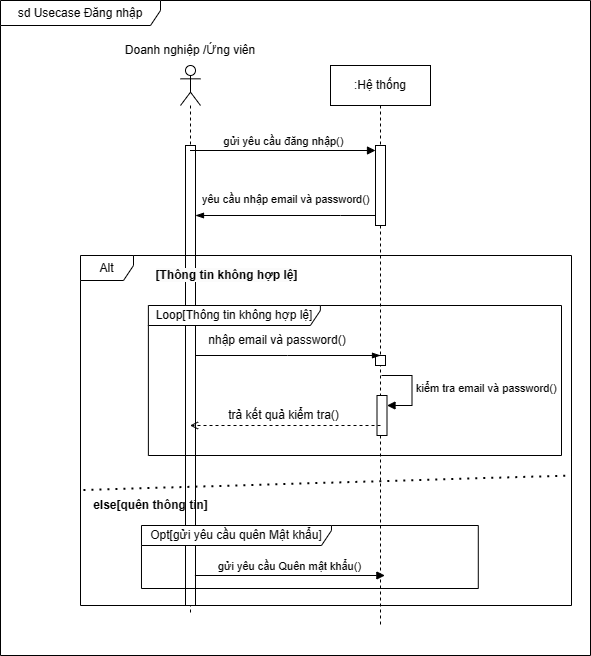 sd Usecase Đăng nhập
Doanh nghiệp /Ứng viên
:Hệ thống
gửi yêu cầu đăng nhập()
yêu cầu nhập email và password()
Alt
[Thông tin không hợp lệ]
Loop[Thông tin không hợp lệ]
nhập email và password()
kiểm tra email và password()
trả kết quả kiểm tra()
else[quên thông tin]
Opt[gửi yêu cầu quên Mật khẩu]
gửi yêu cầu Quên mật khẩu()